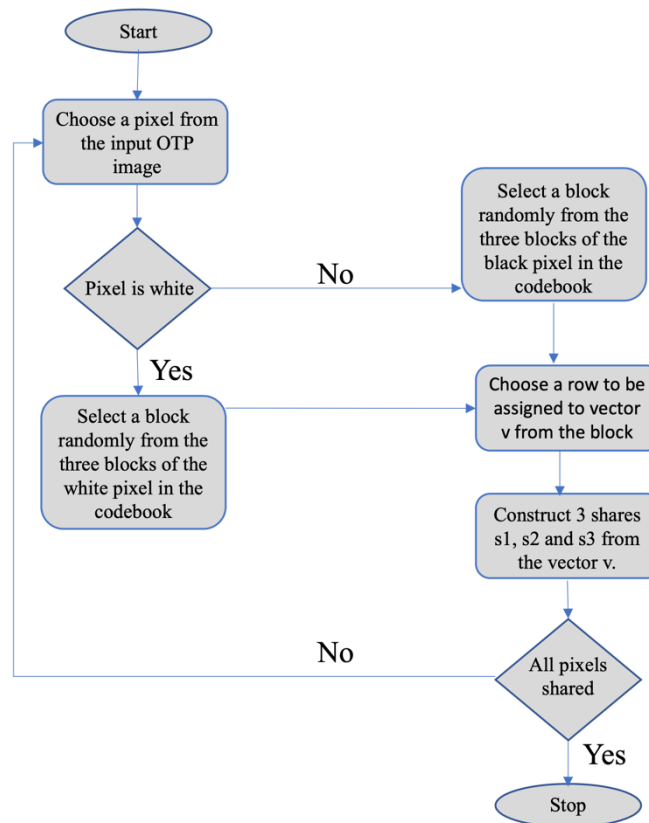 Start
Choose a pixel from
the input OTP
image
Pixel is white
No
Select a block
randomly from the
three blocks of the
black pixel in the
codebook
Yes
Select a block
randomly from the
three blocks of the
white pixel in the
codebook
Choose a row to be
assigned to vector
v from the block
Construct 3 shares
s1, s2 and s3 from
the vector v.
No
All pixels
shared
Yes
Stop